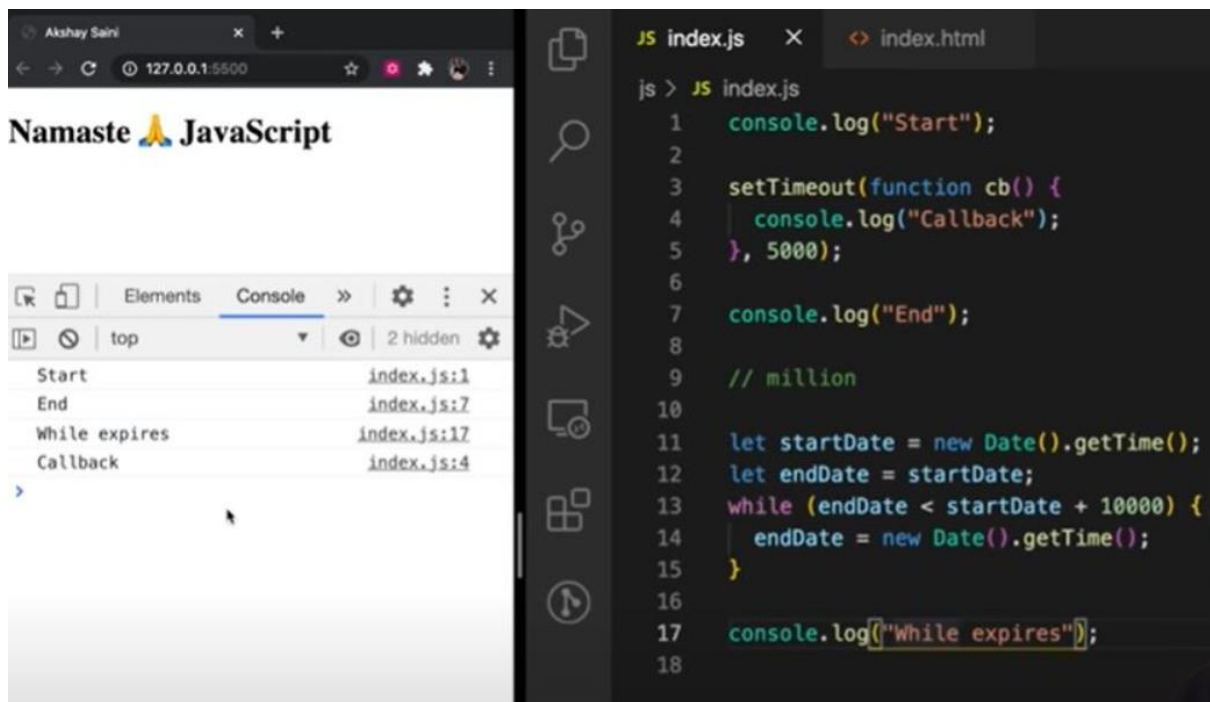 Akshay Saini
127.0.0.1:5500
Namaste 🙏 JavaScript
Elements Console
top 2 hidden
Start index.js:1
End index.js:7
While expires index.js:17
Callback index.js:4
JS index.js index.html
js > JS index.js
1 console.log("Start");
2
3 setTimeout(function cb() {
4 console.log("Callback");
5 }, 5000);
6
7 console.log("End");
8
9 // million
10
11 let startDate = new Date().getTime();
12 let endDate = startDate;
13 while (endDate < startDate + 10000) {
14 endDate = new Date().getTime();
15 }
16
17 console.log("While expires");
18